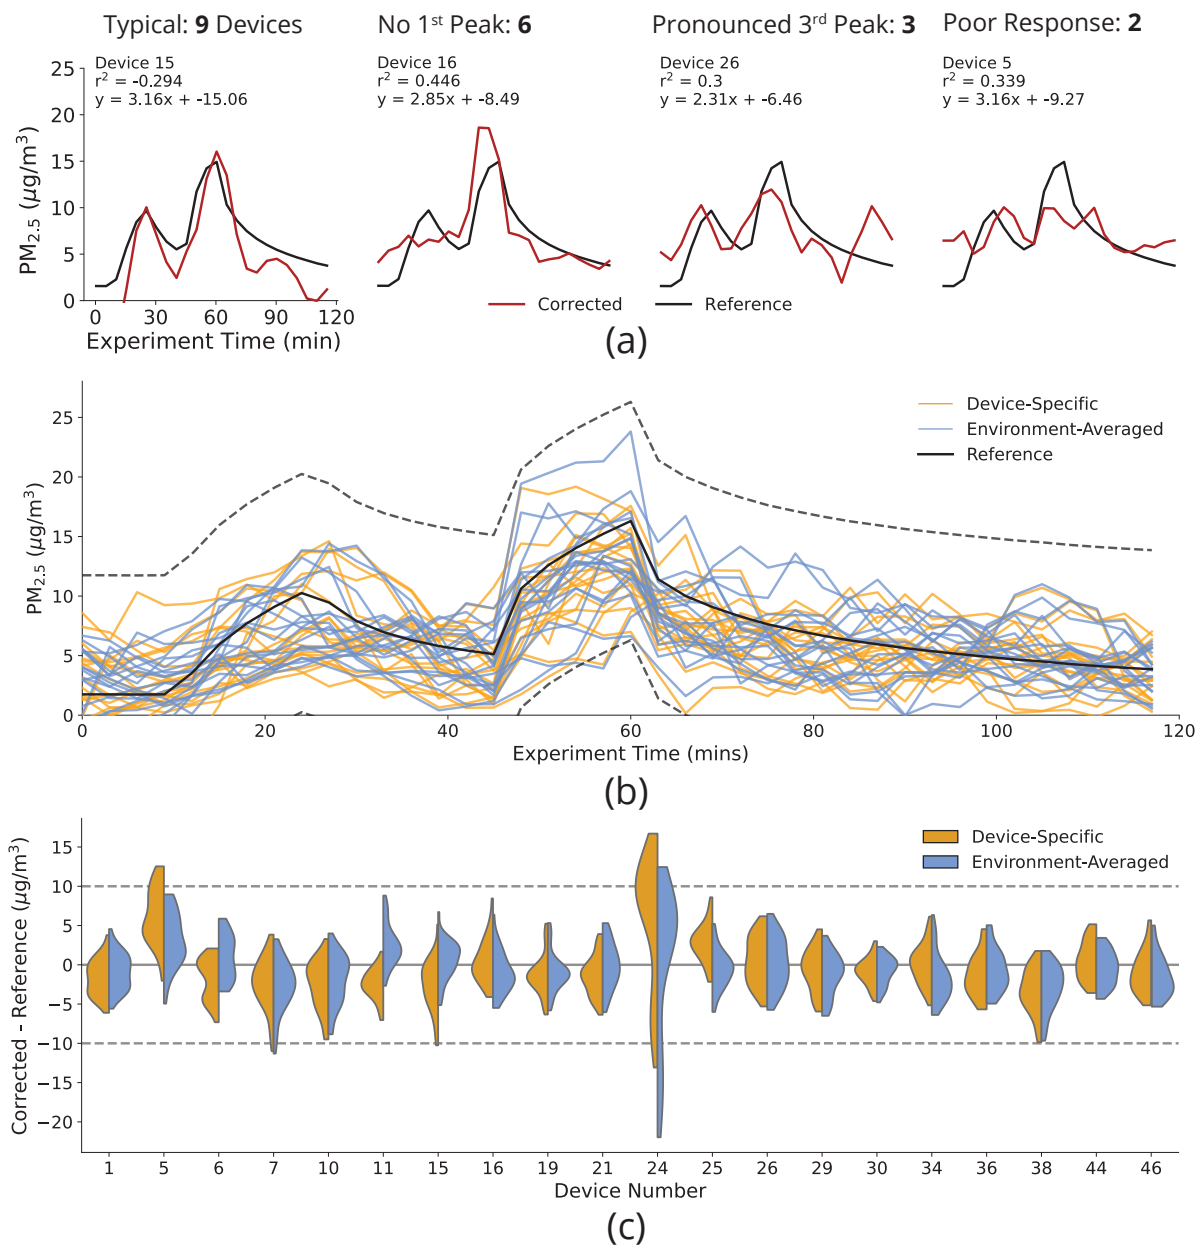 Typical: 9 Devices
No 1st Peak: 6
Pronounced 3rd Peak: 3
Poor Response: 2
Device 15
r² = -0.294
y = 3.16x + -15.06
Device 16
r² = 0.446
y = 2.85x + -8.49
Device 26
r² = 0.3
y = 2.31x + -6.46
Device 5
r² = 0.339
y = 3.16x + -9.27
PM2.5 (μg/m³)
25
20
15
10
5
0
0 30 60 90 120
Experiment Time (min)
Corrected Reference
(a)
PM2.5 (μg/m³)
25
20
15
10
5
0
Device-Specific
Environment-Averaged
Reference
0 20 40 60 80 100 120
Experiment Time (mins)
(b)
Corrected - Reference (μg/m³)
15
10
5
0
−5
−10
−15
−20
Device-Specific
Environment-Averaged
1 5 6 7 10 11 15 16 19 21 24 25 26 29 30 34 36 38 44 46
Device Number
(c)